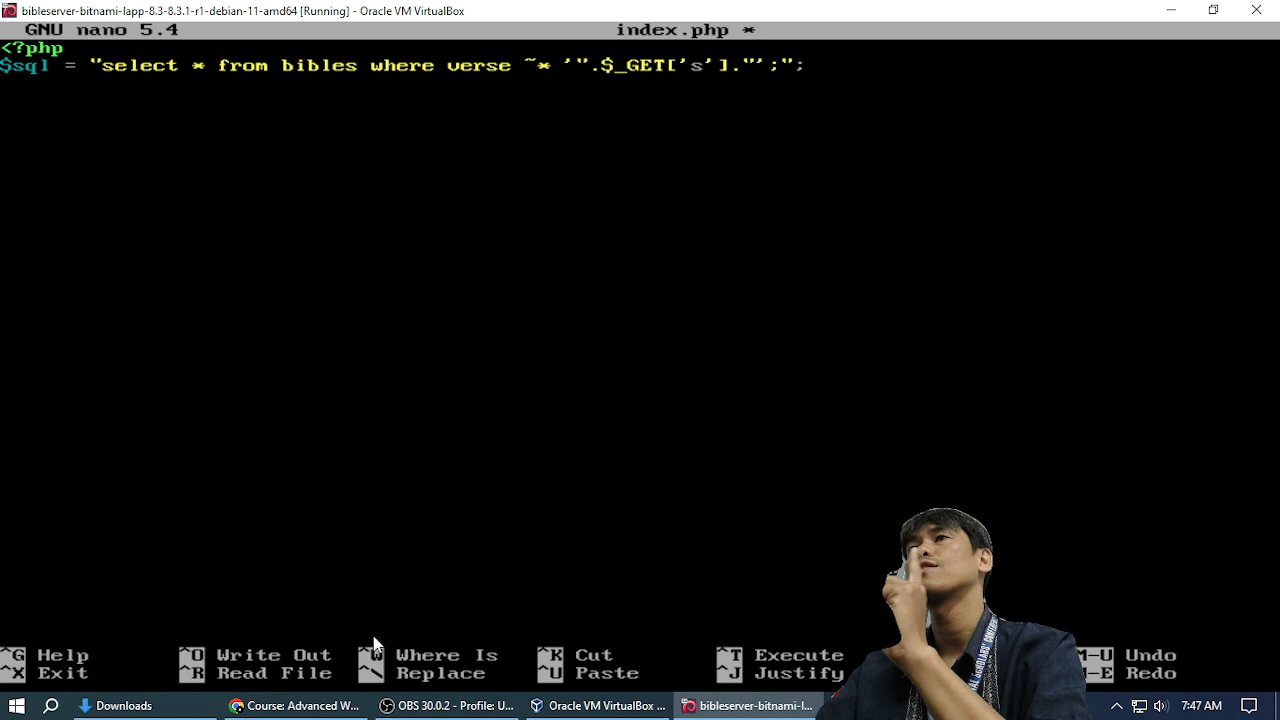 bibleserver-bitnami-lapp-8.3-8.3.1-r1-debian-11-amd64 [Running] - Oracle VM VirtualBox
GNU nano 5.4 index.php *
<?php
$sql = "select * from bibles where verse ~* '".$_GET['s']."';";
^G Help ^O Write Out ^W Where Is ^K Cut ^T Execute M-U Undo
^X Exit ^R Read File ^\ Replace ^U Paste ^J Justify M-E Redo
Downloads Course: Advanced W... OBS 30.0.2 - Profile: U... Oracle VM VirtualBox ... bibleserver-bitnami-l... 7:47 AM